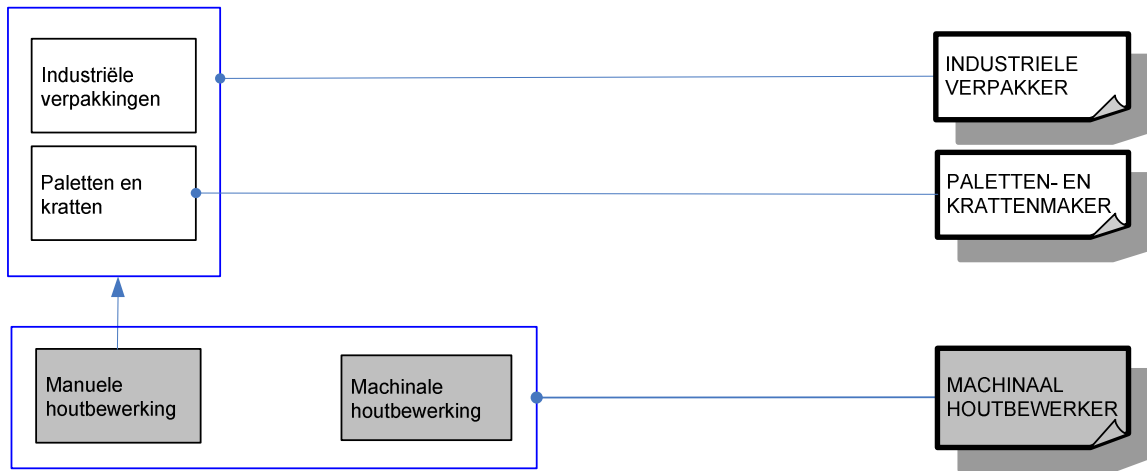 Industriële
verpakkingen
INDUSTRIELE
VERPAKKER
Paletten en
kratten
PALETTEN- EN
KRATTENMAKER
Manuele
houtbewerking
Machinale
houtbewerking
MACHINAAL
HOUTBEWERKER